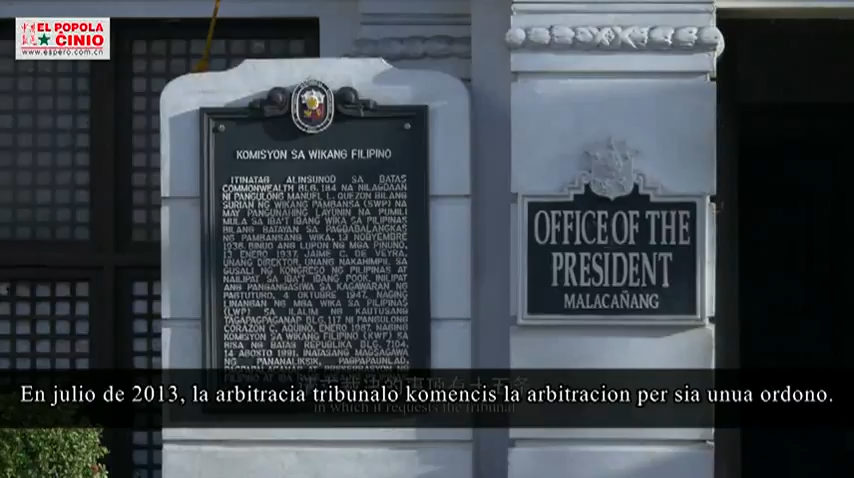 EL POPOLA
ĈINIO
www.espero.com.cn
KOMISYON SA WIKANG FILIPINO
ITINATAG ALINSUNOD SA BATAS
COMMONWEALTH BLG. 184 NA NILAGDAAN
NI PANGULONG MANUEL L. QUEZON BILANG
SURIAN NG WIKANG PAMBANSA (SWP) NA
MAY PANGUNAHING LAYUNIN NA PUMILI
MULA SA IBA'T IBANG WIKA SA PILIPINAS
BILANG BATAYAN SA PAGBABALANGKAS
NG PAMBANSANG WIKA, 13 NOBYEMBRE
1936. BINUO ANG LUPON NG MGA PINUNO,
13 ENERO 1937. JAIME C. DE VEYRA,
UNANG DIREKTOR. UNANG NAKAHIMPIL SA
GUSALI NG KONGRESO NG PILIPINAS AT
NAILIPAT SA IBA'T IBANG POOK. INILIPAT
ANG PANGANGASIWA SA KAGAWARAN NG
PAGTUTURO, 4 OKTUBRE 1947. NAGING
LINANGAN NG MGA WIKA SA PILIPINAS
(LWP) SA ILALIM NG KAUTUSANG
TAGAPAGPAGANAP BLG. 117 NI PANGULONG
CORAZON C. AQUINO, ENERO 1987. NAGING
KOMISYON SA WIKANG FILIPINO (KWF) SA
BISA NG BATAS REPUBLIKA BLG. 7104,
14 AGOSTO 1991. INATASANG MAGSAGAWA
NG PANANALIKSIK, PAGPAPAUNLAD,
OFFICE OF THE
PRESIDENT
MALACAÑANG
En julio de 2013, la arbitracia tribunalo komencis la arbitracion per sia unua ordono.
in which it requests the tribunal